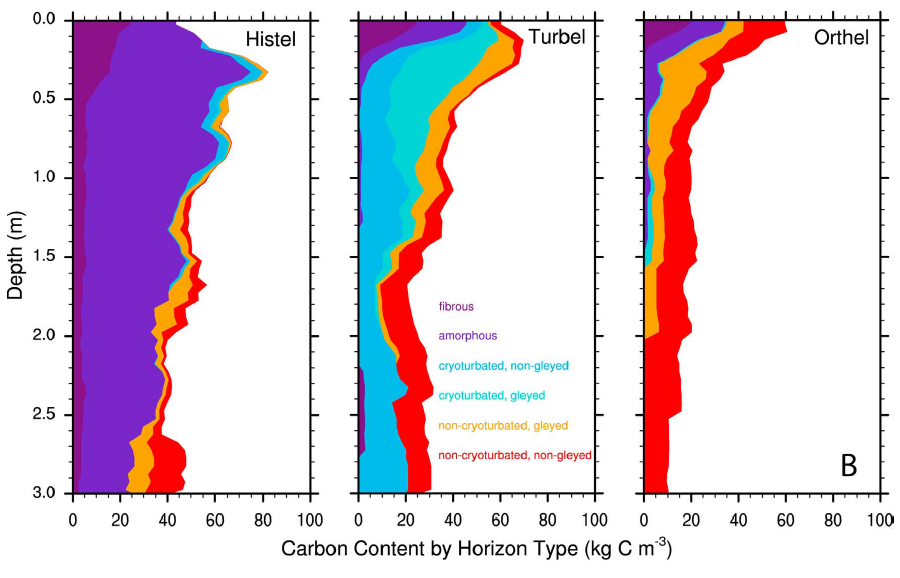 Histel
Turbel
Orthel
0.0
0.5
1.0
1.5
2.0
2.5
3.0
Depth (m)
fibrous
amorphous
cryoturbated, non-gleyed
cryoturbated, gleyed
non-cryoturbated, gleyed
non-cryoturbated, non-gleyed
B
0 20 40 60 80 100
0 20 40 60 80 100
0 20 40 60 80 100
Carbon Content by Horizon Type (kg C m⁻³)